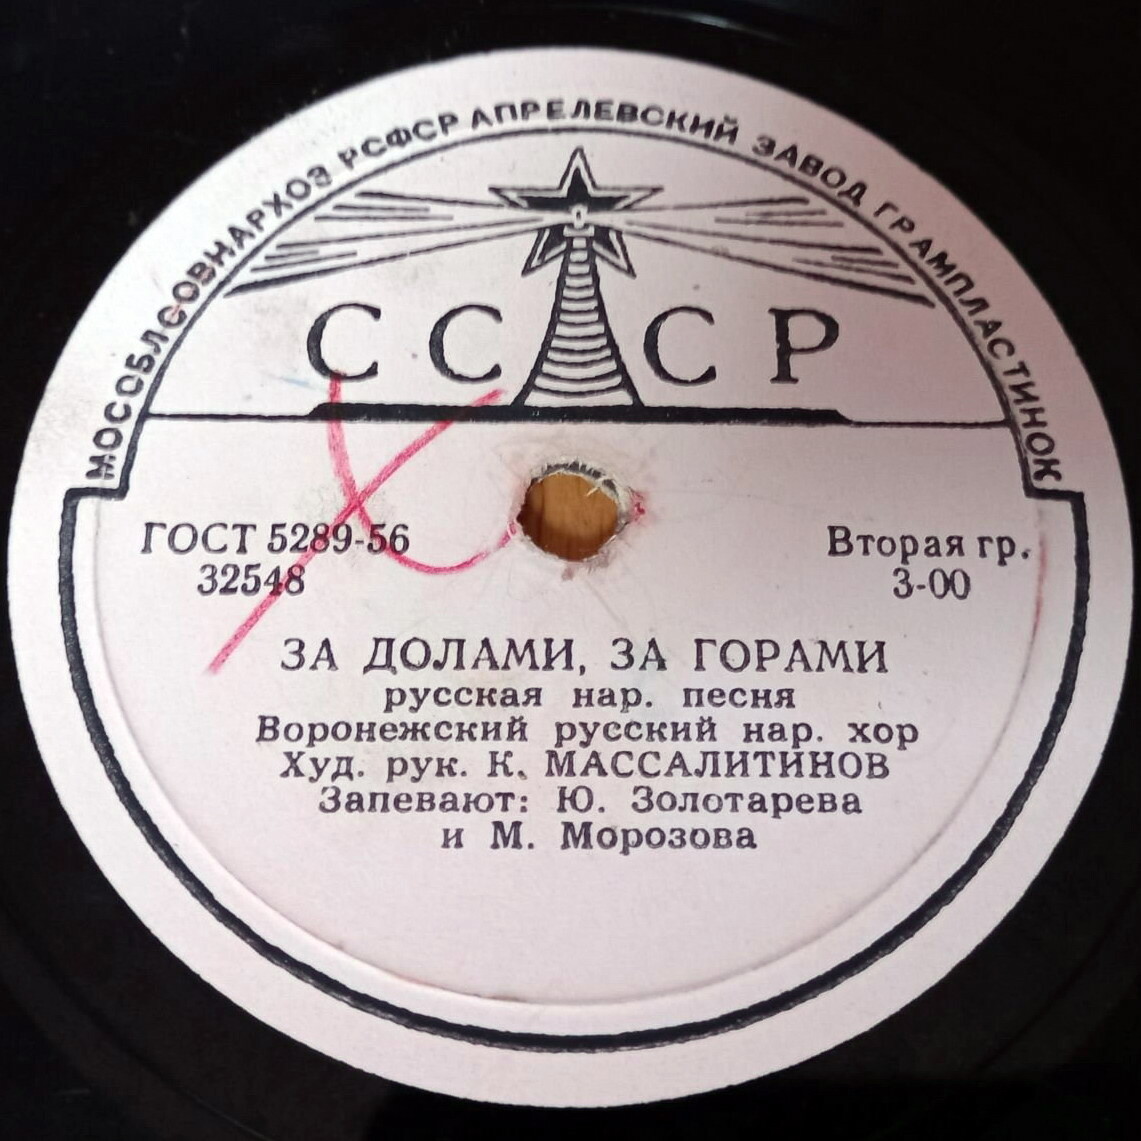 МОСОБЛСОВНАРХОЗ РСФСР АПРЕЛЕВСКИЙ ЗАВОД ГРАМПЛАСТИНОК
СССР
ГОСТ 5289-56
32548
Вторая гр.
3-00
ЗА ДОЛАМИ, ЗА ГОРАМИ
русская нар. песня
Воронежский русский нар. хор
Худ. рук. К. МАССАЛИТИНОВ
Запевают: Ю. Золотарева
и М. Морозова